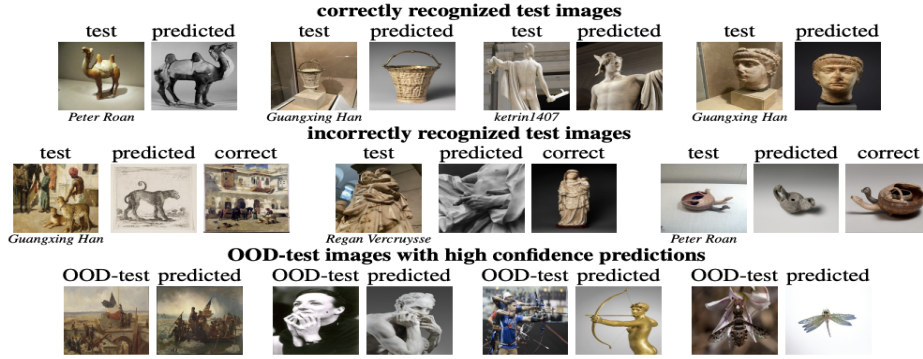 correctly recognized test images
test predicted test predicted test predicted test predicted
Peter Roan Guangxing Han ketrin1407 Guangxing Han
incorrectly recognized test images
test predicted correct test predicted correct test predicted correct
Guangxing Han Regan Vercruysse Peter Roan
OOD-test images with high confidence predictions
OOD-test predicted OOD-test predicted OOD-test predicted OOD-test predicted